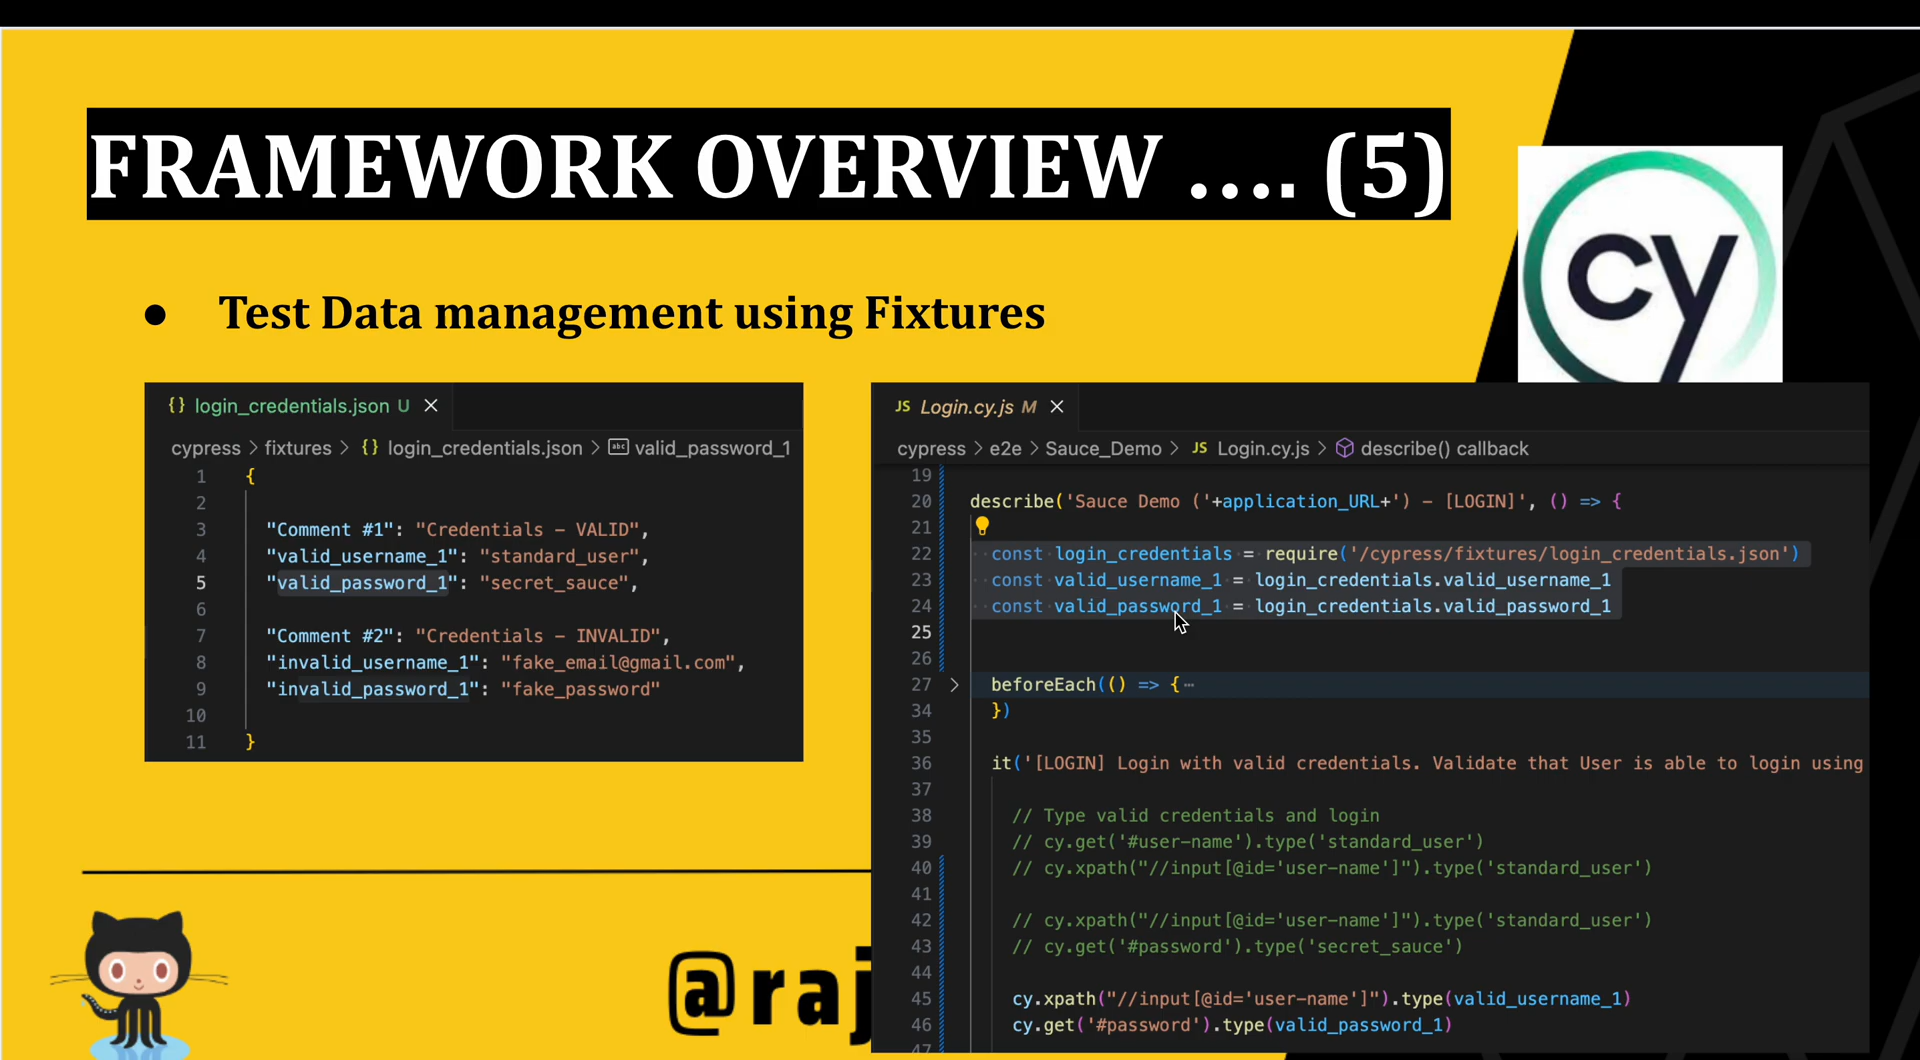 FRAMEWORK OVERVIEW .... (5)
cy
● Test Data management using Fixtures
{} login_credentials.json U ×
cypress > fixtures > {} login_credentials.json > abc valid_password_1
1 {
2
3 "Comment #1": "Credentials - VALID",
4 "valid_username_1": "standard_user",
5 "valid_password_1": "secret_sauce",
6
7 "Comment #2": "Credentials - INVALID",
8 "invalid_username_1": "fake_email@gmail.com",
9 "invalid_password_1": "fake_password"
10
11 }
JS Login.cy.js M ×
cypress > e2e > Sauce_Demo > JS Login.cy.js > describe() callback
19
20 describe('Sauce Demo ('+application_URL+') - [LOGIN]', () => {
21
22 const login_credentials = require('/cypress/fixtures/login_credentials.json')
23 const valid_username_1 = login_credentials.valid_username_1
24 const valid_password_1 = login_credentials.valid_password_1
25
26
27 > beforeEach(() => { ⋯
34 })
35
36 it('[LOGIN] Login with valid credentials. Validate that User is able to login using
37
38 // Type valid credentials and login
39 // cy.get('#user-name').type('standard_user')
40 // cy.xpath("//input[@id='user-name']").type('standard_user')
41
42 // cy.xpath("//input[@id='user-name']").type('standard_user')
43 // cy.get('#password').type('secret_sauce')
44
45 cy.xpath("//input[@id='user-name']").type(valid_username_1)
46 cy.get('#password').type(valid_password_1)
47
@raj